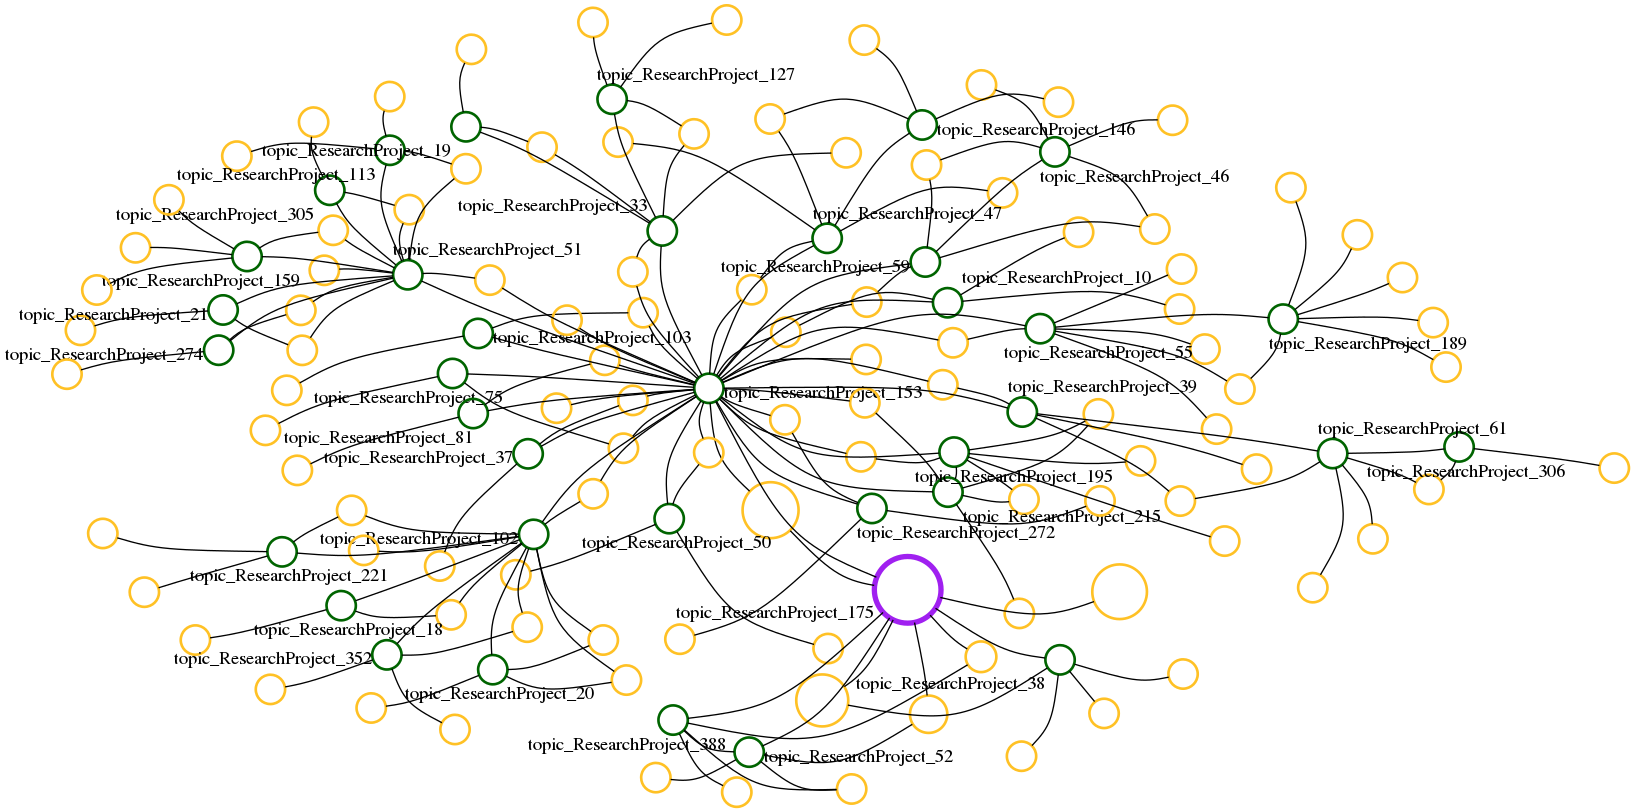 topic_ResearchProject_127
topic_ResearchProject_146
topic_ResearchProject_19
topic_ResearchProject_113
topic_ResearchProject_46
topic_ResearchProject_33
topic_ResearchProject_305
topic_ResearchProject_47
topic_ResearchProject_51
topic_ResearchProject_59
topic_ResearchProject_10
topic_ResearchProject_159
topic_ResearchProject_21
topic_ResearchProject_103
topic_ResearchProject_189
topic_ResearchProject_274
topic_ResearchProject_55
topic_ResearchProject_39
topic_ResearchProject_153
topic_ResearchProject_75
topic_ResearchProject_61
topic_ResearchProject_81
topic_ResearchProject_37
topic_ResearchProject_306
topic_ResearchProject_195
topic_ResearchProject_215
topic_ResearchProject_272
topic_ResearchProject_102
topic_ResearchProject_50
topic_ResearchProject_221
topic_ResearchProject_175
topic_ResearchProject_18
topic_ResearchProject_352
topic_ResearchProject_38
topic_ResearchProject_20
topic_ResearchProject_388
topic_ResearchProject_52